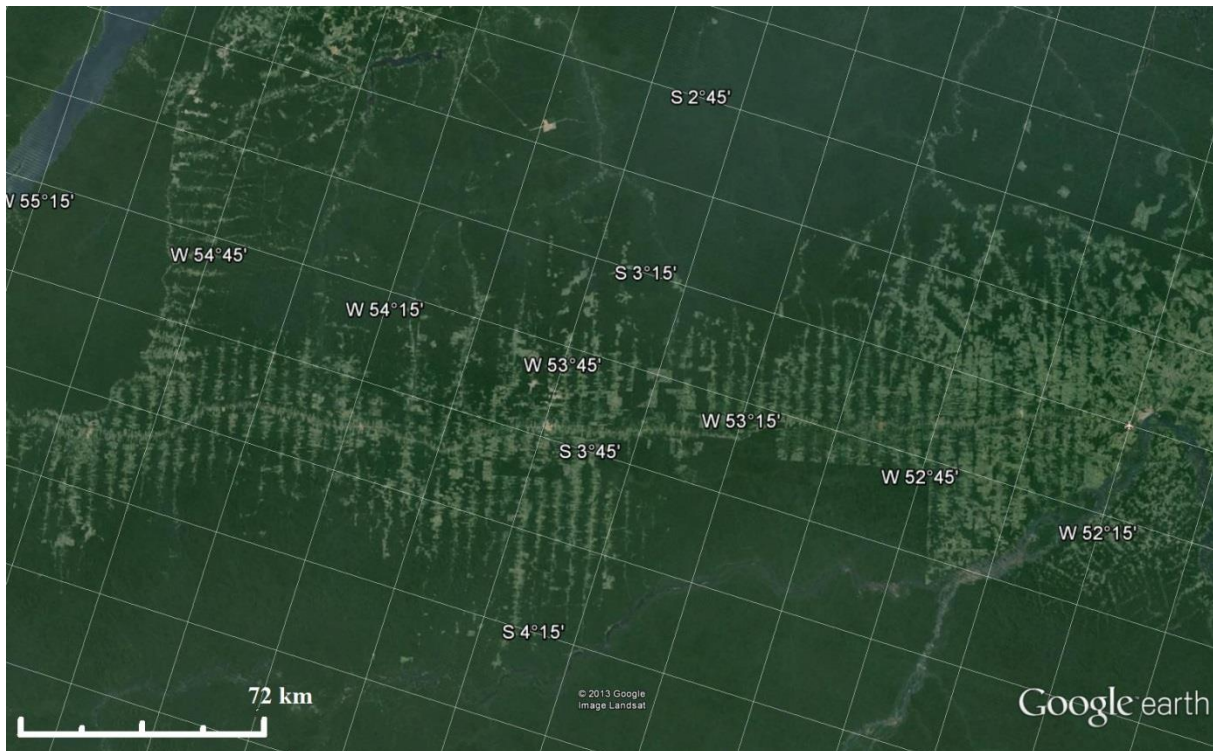 S 2°45'
W 55°15'
W 54°45'
S 3°15'
W 54°15'
W 53°45'
W 53°15'
S 3°45'
W 52°45'
W 52°15'
S 4°15'
72 km
© 2013 Google
Image Landsat
Google earth